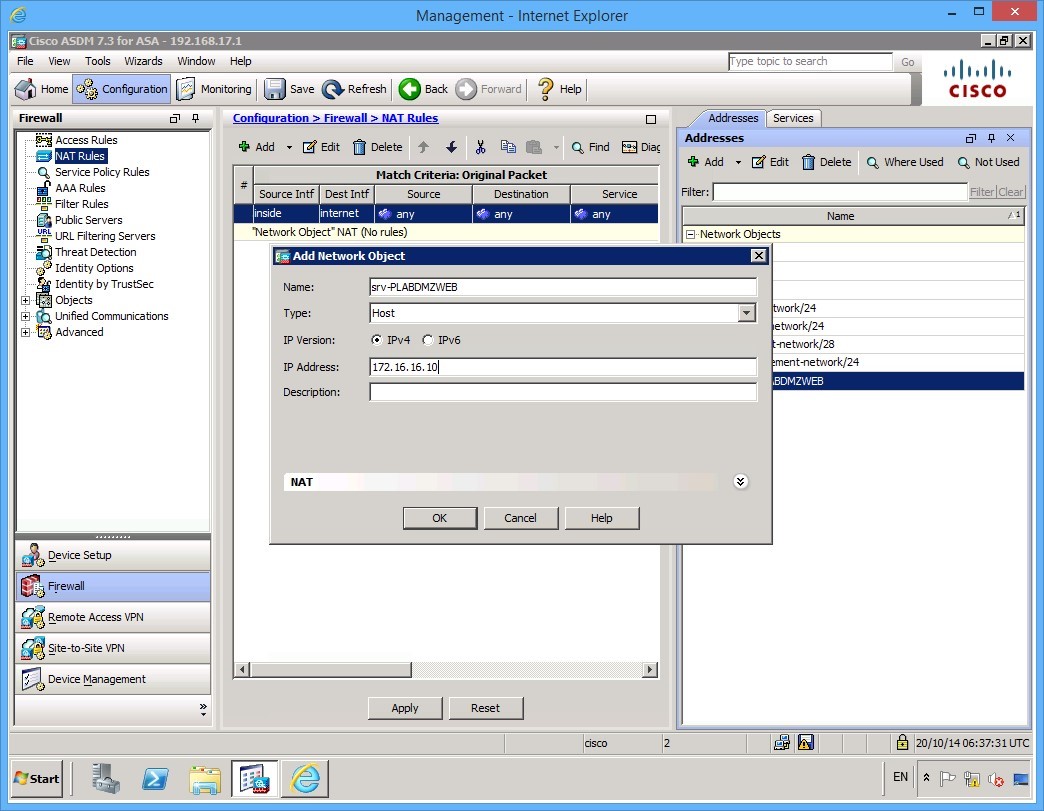 Management - Internet Explorer
Cisco ASDM 7.3 for ASA - 192.168.17.1
File View Tools Wizards Window Help
Type topic to search
Go
Home Configuration Monitoring Save Refresh Back Forward Help
CISCO
Firewall
Access Rules
NAT Rules
Service Policy Rules
AAA Rules
Filter Rules
Public Servers
URL URL Filtering Servers
Threat Detection
Identity Options
Identity by TrustSec
Objects
Unified Communications
Advanced
Device Setup
Firewall
Remote Access VPN
Site-to-Site VPN
Device Management
Configuration > Firewall > NAT Rules
Add Edit Delete Find Diag
# Match Criteria: Original Packet
Source Intf Dest Intf Source Destination Service
inside internet any any any
"Network Object" NAT (No rules)
Add Network Object
Name: srv-PLABDMZWEB
Type: Host
IP Version: IPv4 IPv6
IP Address: 172.16.16.10
Description:
NAT
OK Cancel Help
Apply Reset
Addresses Services
Addresses
Add Edit Delete Where Used Not Used
Filter: Filter Clear
Name 1
Network Objects
twork/24
etwork/24
t-network/28
ement-network/24
ABDMZWEB
cisco 2 20/10/14 06:37:31 UTC
Start
EN